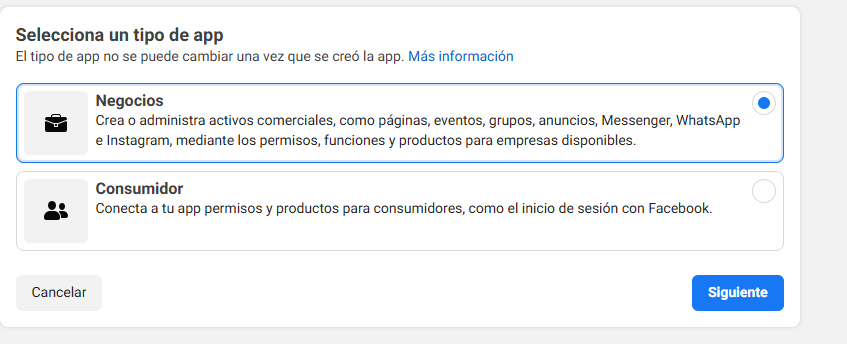 Selecciona un tipo de app
El tipo de app no se puede cambiar una vez que se creó la app. Más información
Negocios
Crea o administra activos comerciales, como páginas, eventos, grupos, anuncios, Messenger, WhatsApp
e Instagram, mediante los permisos, funciones y productos para empresas disponibles.
Consumidor
Conecta a tu app permisos y productos para consumidores, como el inicio de sesión con Facebook.
Cancelar
Siguiente